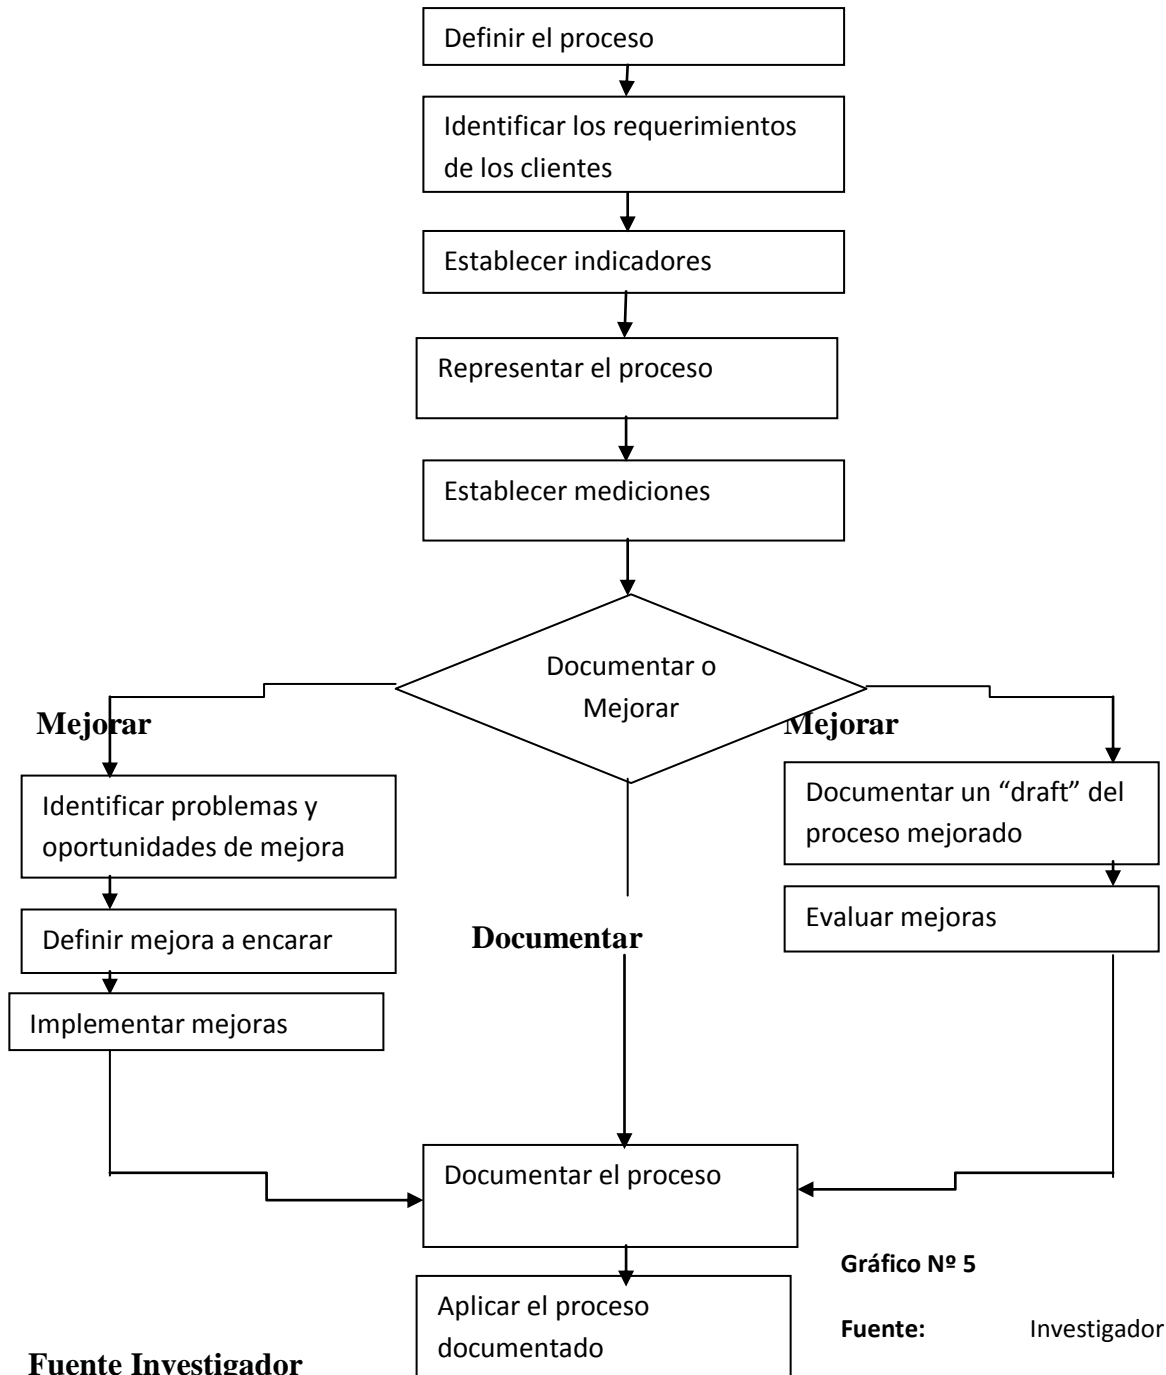 Definir el proceso
Identificar los requerimientos
de los clientes
Establecer indicadores
Representar el proceso
Establecer mediciones
Documentar o
Mejorar
Mejorar
Mejorar
Identificar problemas y
oportunidades de mejora
Documentar un “draft” del
proceso mejorado
Definir mejora a encarar
Evaluar mejoras
Documentar
Implementar mejoras
Documentar el proceso
Gráfico Nº 5
Aplicar el proceso
documentado
Fuente: Investigador
Fuente Investigador